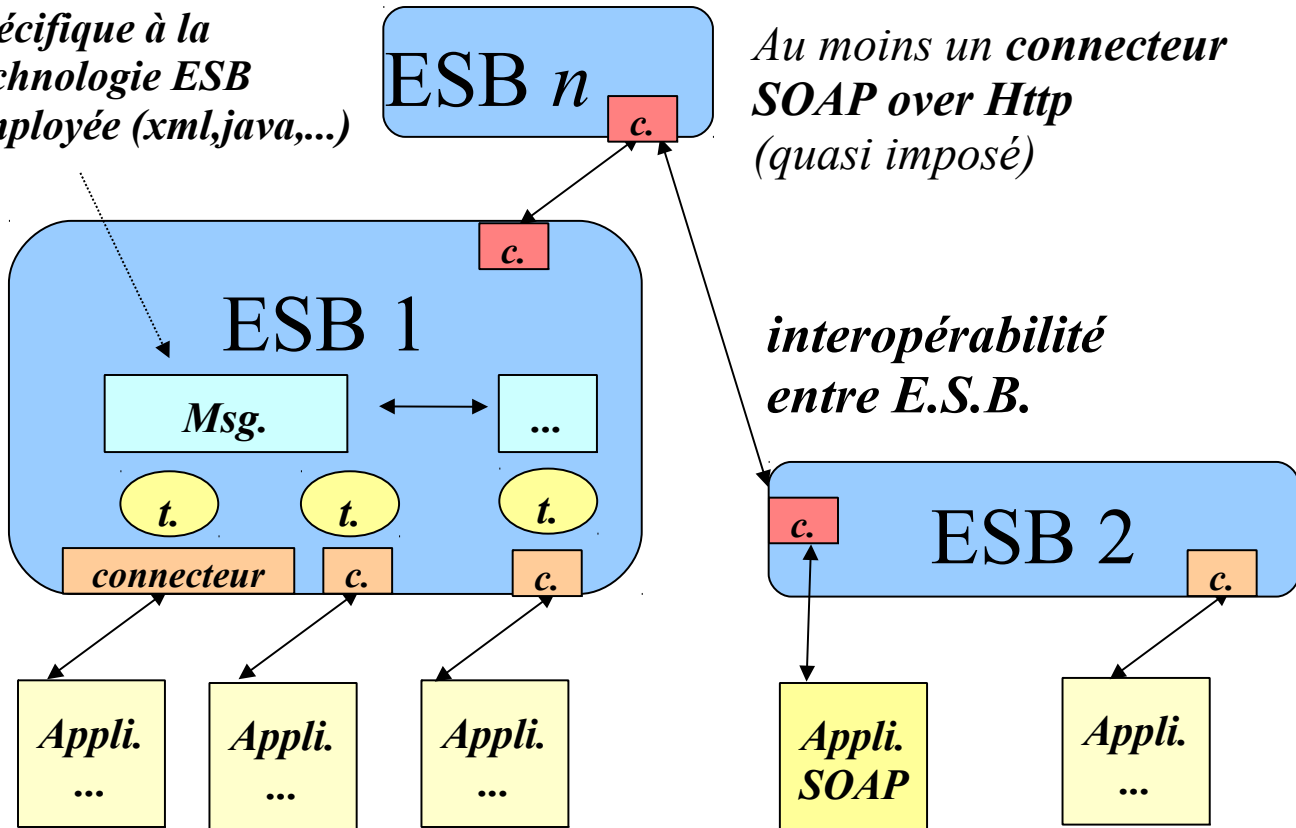 écifique à la
chnologie ESB
ployée (xml,java,...)
ESB n
c.
Au moins un connecteur
SOAP over Http
(quasi imposé)
c.
ESB 1
interopérabilité
entre E.S.B.
Msg.
...
t.
t.
t.
connecteur
c.
c.
c.
ESB 2
c.
Appli.
...
Appli.
...
Appli.
...
Appli.
SOAP
Appli.
...